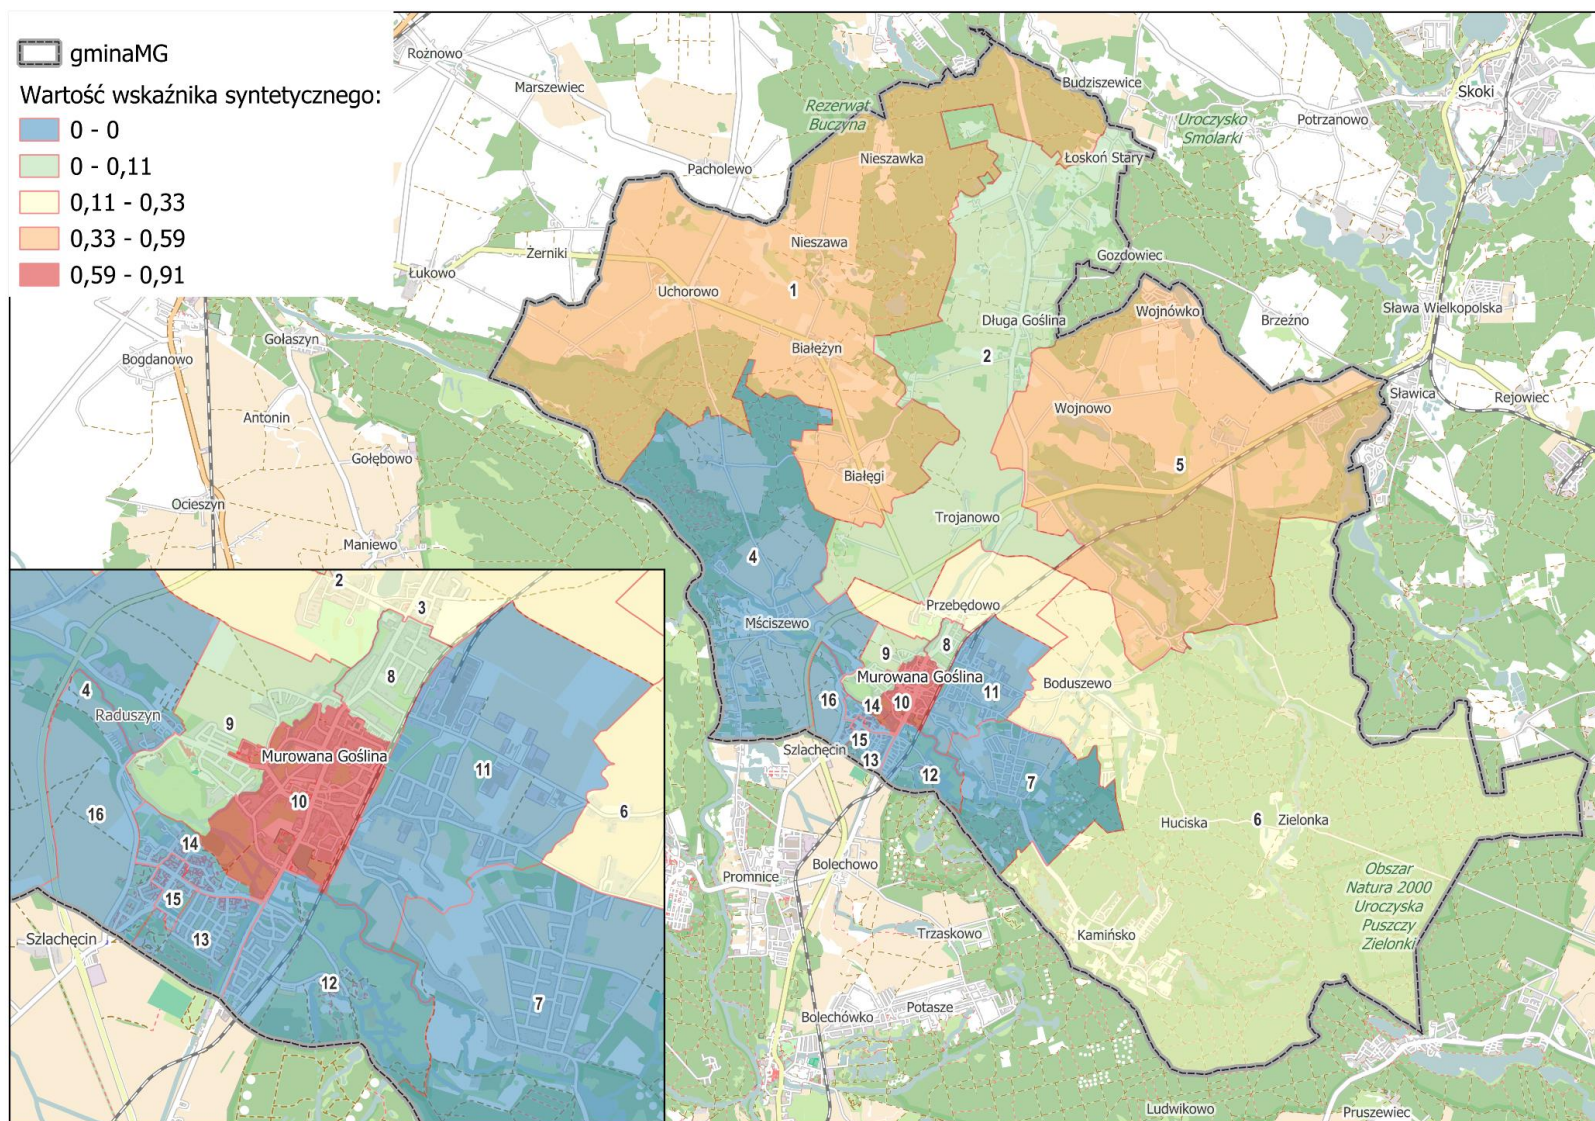 gminaMG
Wartość wskaźnika syntetycznego:
0 - 0
0 - 0,11
0,11 - 0,33
0,33 - 0,59
0,59 - 0,91
Rożnowo
Marszewiec
Rezerwat
Buczyna
Budziszewice
Skoki
Potrzanowo
Uroczysko
Smolarki
Pacholewo
Nieszawka
Łoskoń Stary
Żerniki
Łukowo
Nieszawa
Gozdowiec
Uchorowo
1
Długa Goślina
Wojnówko
Brzeźno
Sława Wielkopolska
Bogdanowo
Gołaszyn
Białężyn
2
Antonin
Wojnowo
Sławica
Rejowiec
Gołębowo
Białęgi
5
Ocieszyn
Trojanowo
Maniewo
4
Przebędowo
Mściszewo
9
8
Murowana Goślina
Boduszewo
11
16
14
10
15
13
Szlachęcin
12
7
Huciska
6
Zielonka
Promnice
Bolechowo
Obszar
Natura 2000
Uroczyska
Puszczy
Zielonki
Trzaskowo
Kamińsko
Potasze
Bolechówko
Ludwikowo
Pruszewiec
2
3
8
4
Raduszyn
9
Murowana Goślina
11
10
6
16
14
15
Szlachęcin
13
12
7